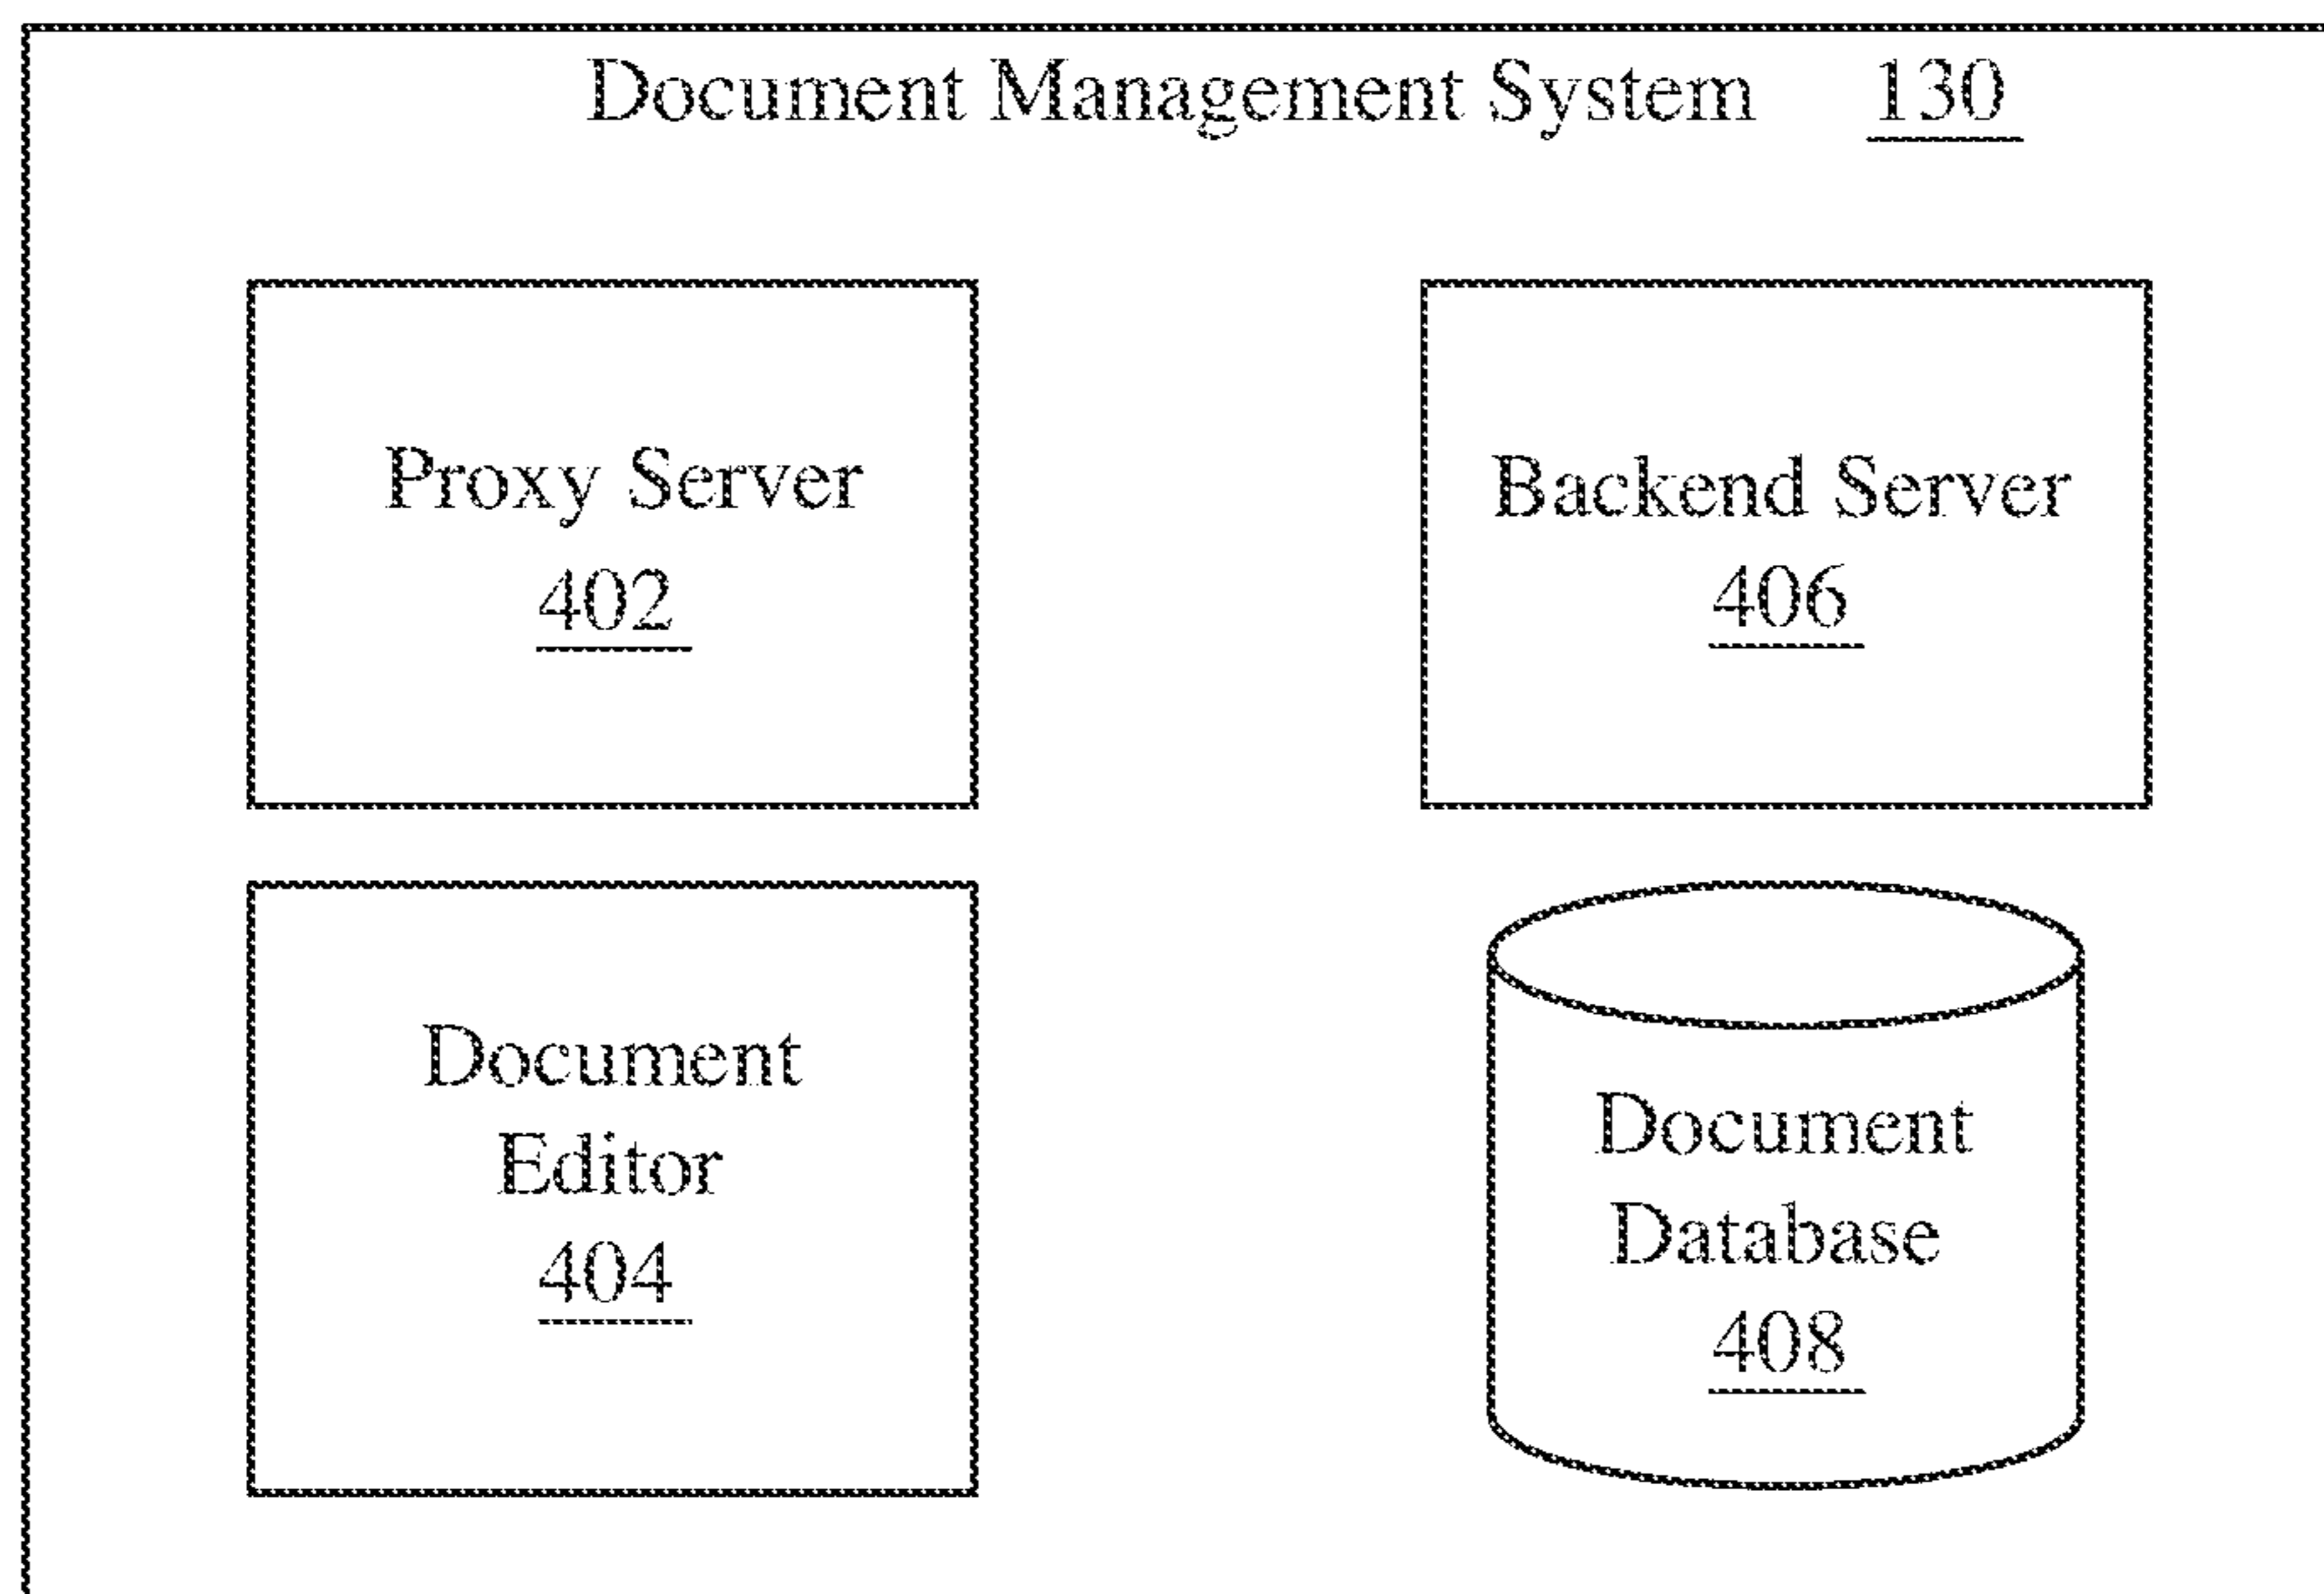 Document Management System 130
Proxy Server
402
Backend Server
406
Document
Editor
404
Document
Database
408